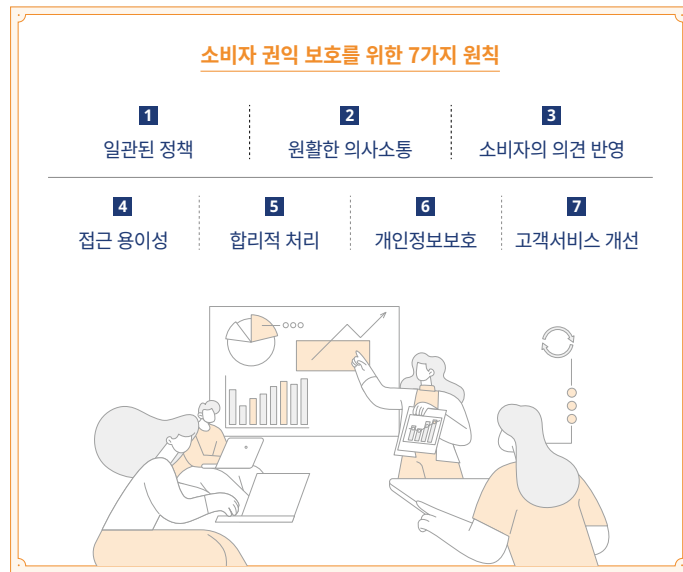 소비자 권익 보호를 위한 7가지 원칙
1
2
3
일관된 정책
원활한 의사소통
소비자의 의견 반영
4
5
6
7
접근 용이성
합리적 처리
개인정보보호
고객서비스 개선